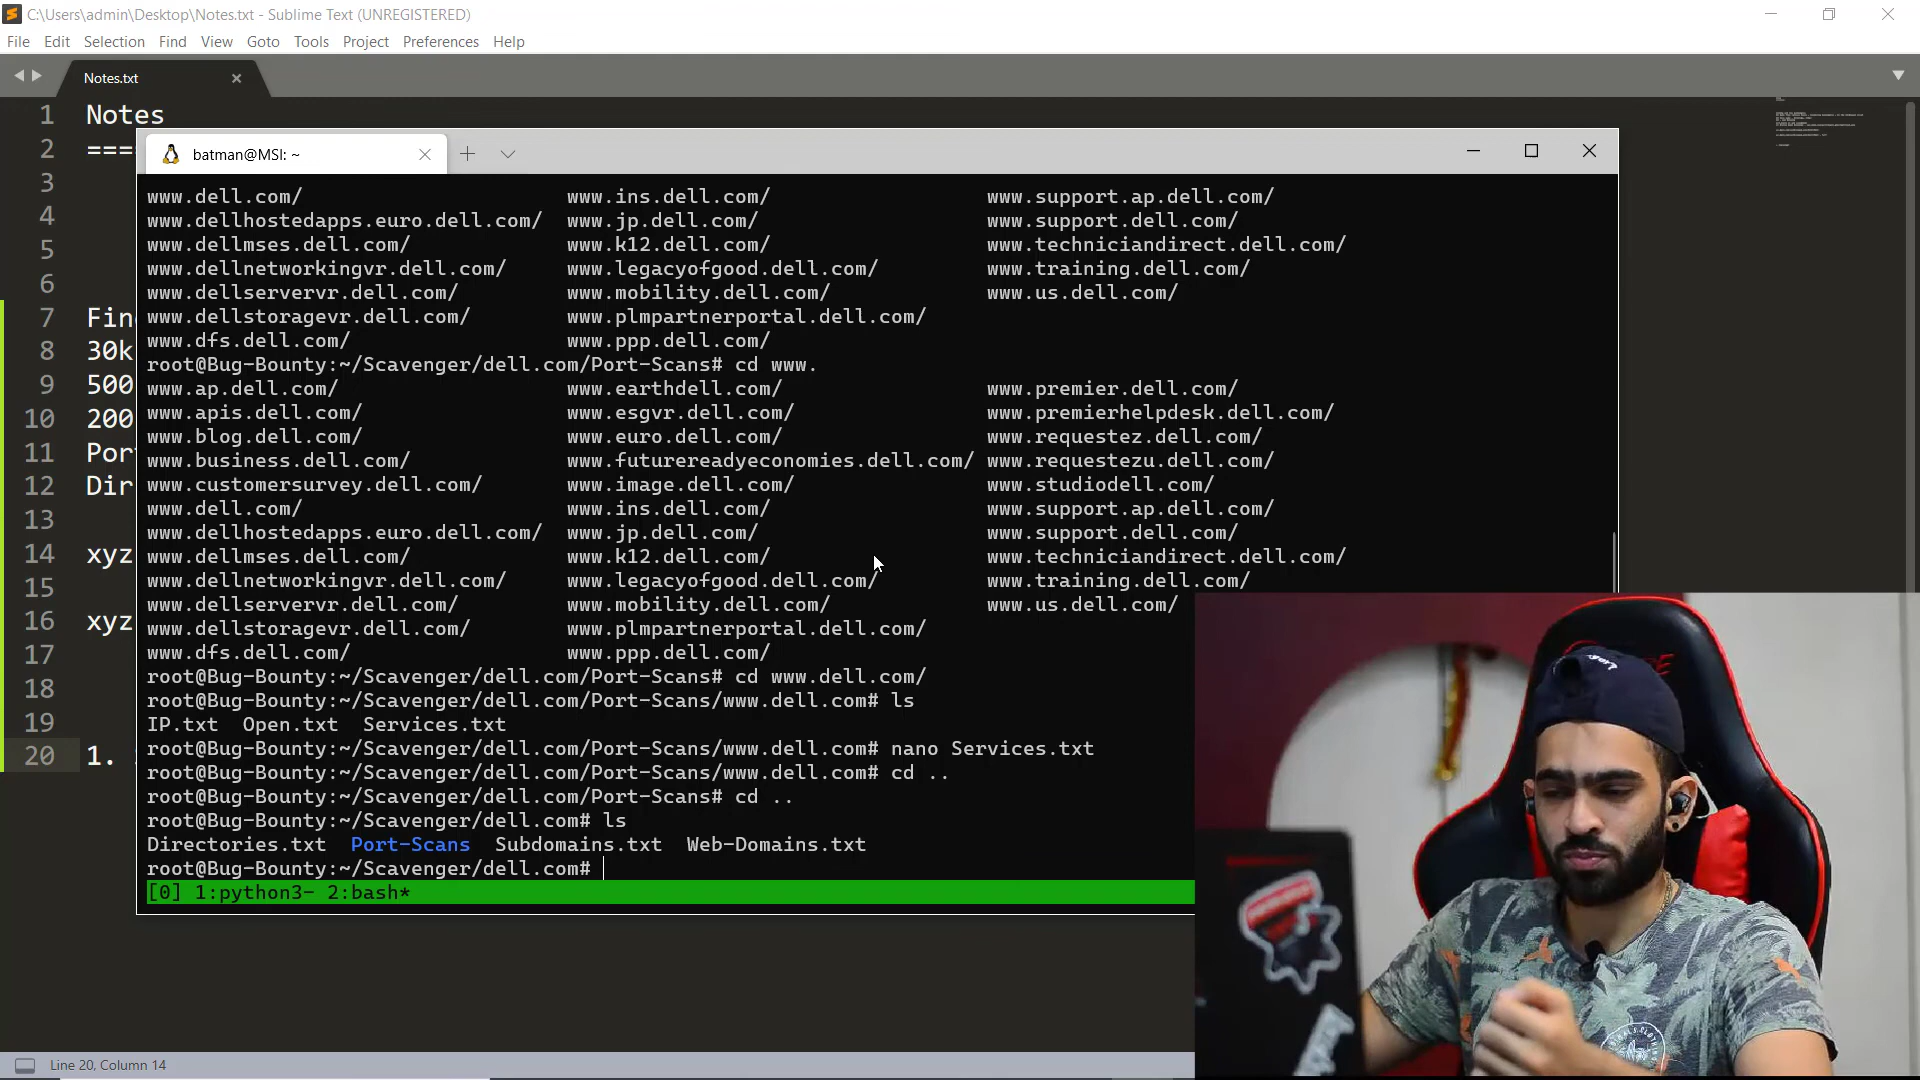 C:\Users\admin\Desktop\Notes.txt - Sublime Text (UNREGISTERED)
File Edit Selection Find View Goto Tools Project Preferences Help
Notes.txt
1 Notes
2 ====
3
4
5
6
7
8 30k
9 500
10 200
11
12 Dir
13
14 xyz
15
16 xyz
17
18
19
20 1.
batman@MSI: ~
www.dell.com/ www.ins.dell.com/ www.support.ap.dell.com/
www.dellhostedapps.euro.dell.com/ www.jp.dell.com/ www.support.dell.com/
www.dellmses.dell.com/ www.k12.dell.com/ www.techniciandirect.dell.com/
www.dellnetworkingvr.dell.com/ www.legacyofgood.dell.com/ www.training.dell.com/
www.dellservervr.dell.com/ www.mobility.dell.com/ www.us.dell.com/
www.dellstoragevr.dell.com/ www.plmpartnerportal.dell.com/
www.dfs.dell.com/ www.ppp.dell.com/
root@Bug-Bounty:~/Scavenger/dell.com/Port-Scans# cd www.
www.ap.dell.com/ www.earthdell.com/ www.premier.dell.com/
www.apis.dell.com/ www.esgvr.dell.com/ www.premierhelpdesk.dell.com/
www.blog.dell.com/ www.euro.dell.com/ www.requestez.dell.com/
www.business.dell.com/ www.futurereadyeconomies.dell.com/ www.requestezu.dell.com/
www.customersurvey.dell.com/ www.image.dell.com/ www.studiodell.com/
www.dell.com/ www.ins.dell.com/ www.support.ap.dell.com/
www.dellhostedapps.euro.dell.com/ www.jp.dell.com/ www.support.dell.com/
www.dellmses.dell.com/ www.k12.dell.com/ www.techniciandirect.dell.com/
www.dellnetworkingvr.dell.com/ www.legacyofgood.dell.com/ www.training.dell.com/
www.dellservervr.dell.com/ www.mobility.dell.com/ www.us.dell.com/
www.dellstoragevr.dell.com/ www.plmpartnerportal.dell.com/
www.dfs.dell.com/ www.ppp.dell.com/
root@Bug-Bounty:~/Scavenger/dell.com/Port-Scans# cd www.dell.com/
root@Bug-Bounty:~/Scavenger/dell.com/Port-Scans/www.dell.com# ls
IP.txt Open.txt Services.txt
root@Bug-Bounty:~/Scavenger/dell.com/Port-Scans/www.dell.com# nano Services.txt
root@Bug-Bounty:~/Scavenger/dell.com/Port-Scans/www.dell.com# cd ..
root@Bug-Bounty:~/Scavenger/dell.com/Port-Scans# cd ..
root@Bug-Bounty:~/Scavenger/dell.com# ls
Directories.txt Port-Scans Subdomains.txt Web-Domains.txt
root@Bug-Bounty:~/Scavenger/dell.com#
[0] 1:python3- 2:bash*
Line 20, Column 14